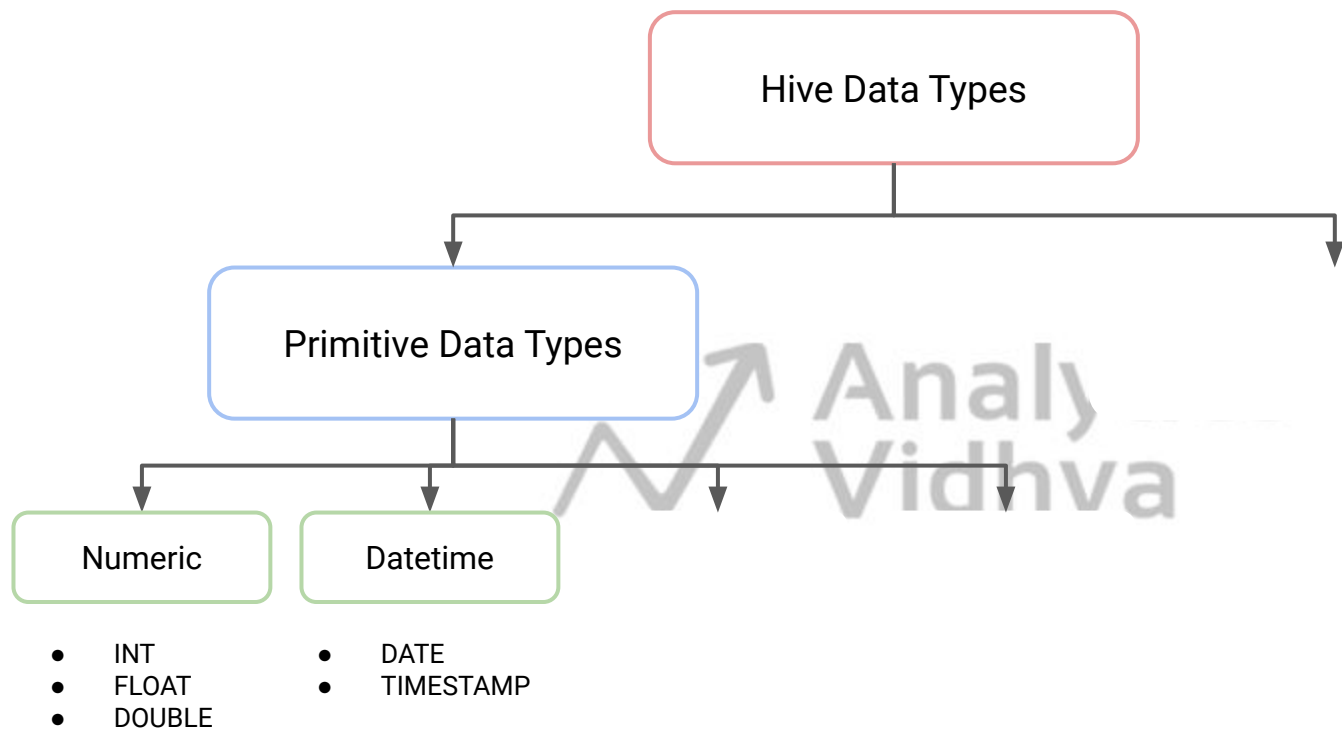 Hive Data Types
Primitive Data Types
Numeric
Datetime
● INT
● FLOAT
● DOUBLE
● DATE
● TIMESTAMP